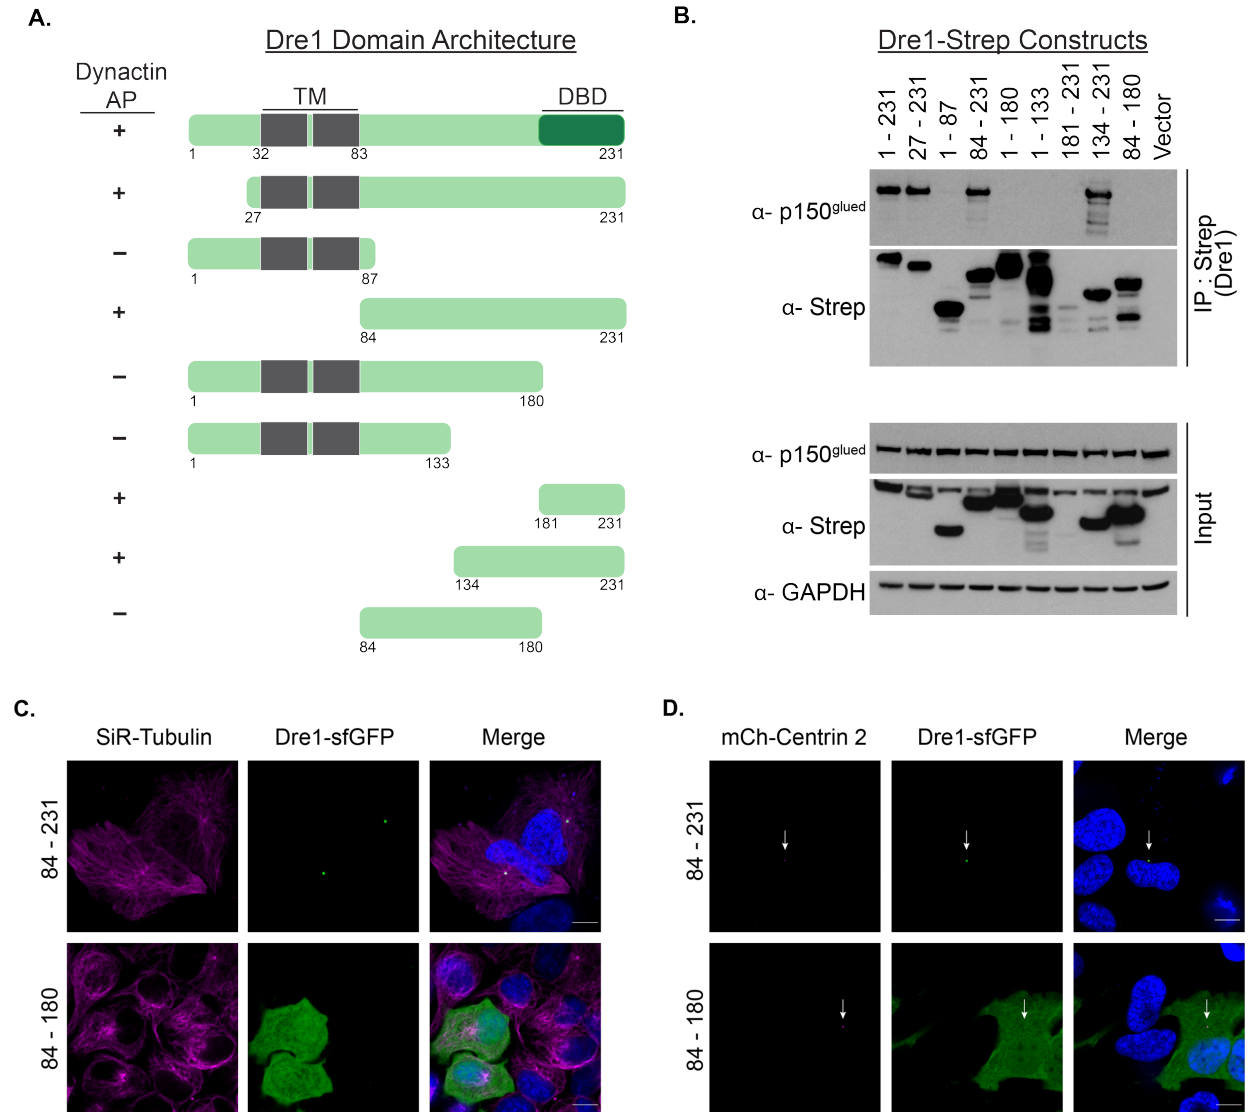 A.
Dre1 Domain Architecture
Dynactin
AP
TM
DBD
+
1
32
83
231
+
27
231
–
1
87
+
84
231
–
1
180
–
1
133
+
181
231
+
134
231
–
84
180
B.
Dre1-Strep Constructs
1 - 231
27 - 231
1 - 87
84 - 231
1 - 180
1 - 133
181 - 231
134 - 231
84 - 180
Vector
α- p150glued
α- Strep
IP : Strep
(Dre1)
α- p150glued
α- Strep
α- GAPDH
Input
C.
SiR-Tubulin
Dre1-sfGFP
Merge
84 - 231
84 - 180
D.
mCh-Centrin 2
Dre1-sfGFP
Merge
84 - 231
84 - 180